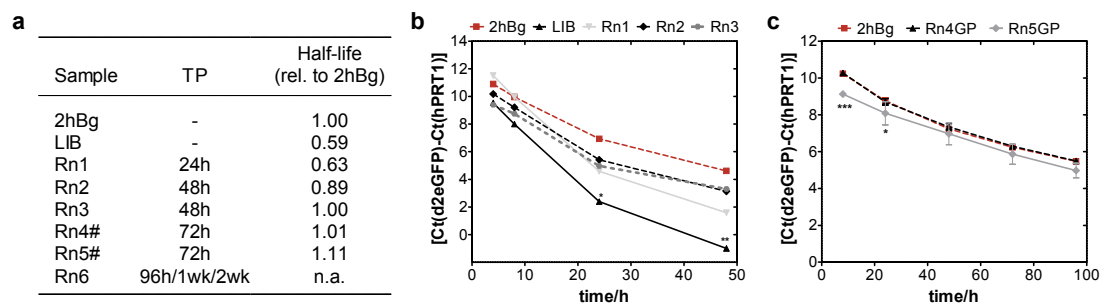 a
Sample TP Half-life (rel. to 2hBg)
2hBg - 1.00
LIB - 0.59
Rn1 24h 0.63
Rn2 48h 0.89
Rn3 48h 1.00
Rn4# 72h 1.01
Rn5# 72h 1.11
Rn6 96h/1wk/2wk n.a.
b
2hBg LIB Rn1 Rn2 Rn3
[Ct(d2eGFP)-Ct(hPRT1)]
12
10
8
6
4
2
0
*
**
0 10 20 30 40 50
time/h
c
2hBg Rn4GP Rn5GP
[Ct(d2eGFP)-Ct(hPRT1)]
14
12
10
8
6
4
2
0
***
*
0 20 40 60 80 100
time/h